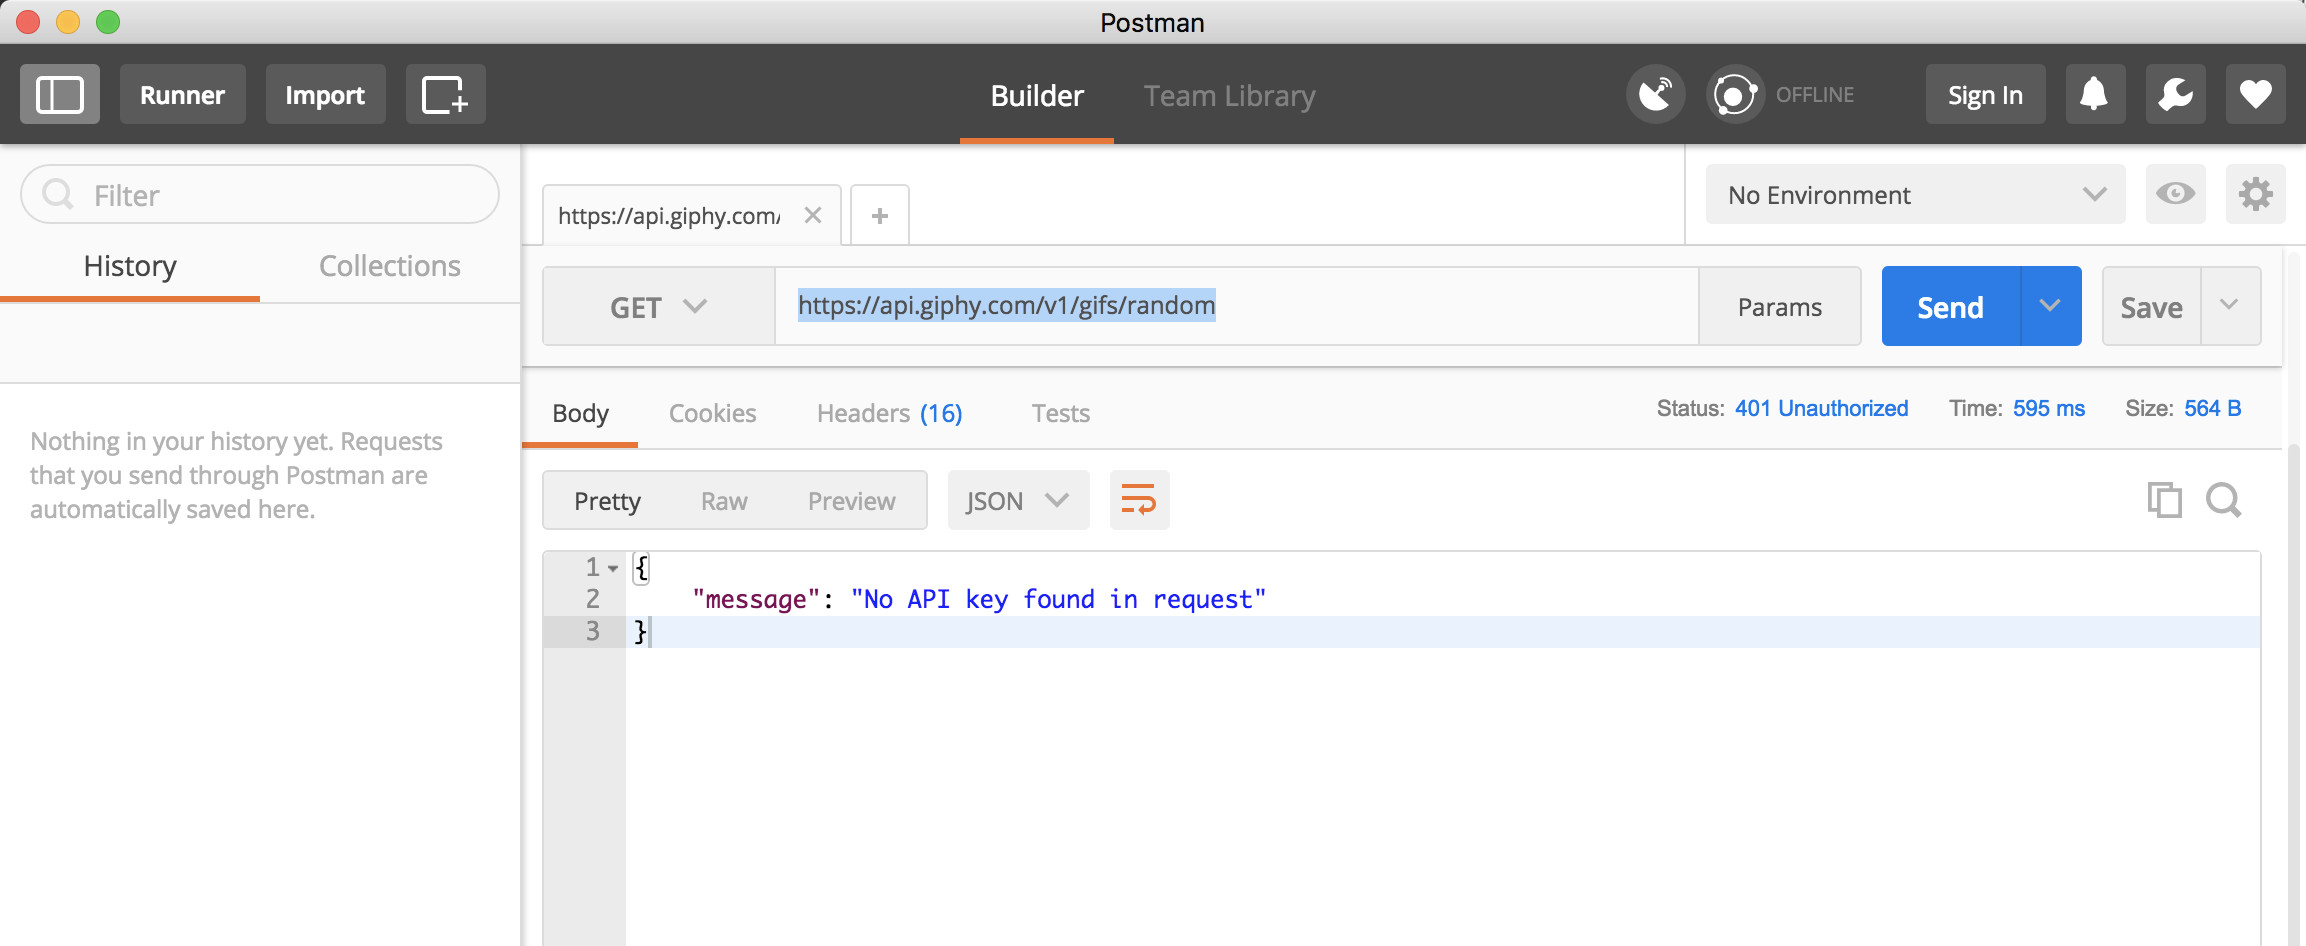 Postman
Runner
Import
Builder
Team Library
OFFLINE
Sign In
Filter
History
Collections
Nothing in your history yet. Requests
that you send through Postman are
automatically saved here.
https://api.giphy.com/
No Environment
GET
https://api.giphy.com/v1/gifs/random
Params
Send
Save
Body
Cookies
Headers (16)
Tests
Status: 401 Unauthorized
Time: 595 ms
Size: 564 B
Pretty
Raw
Preview
JSON
1 {
2 "message": "No API key found in request"
3 }